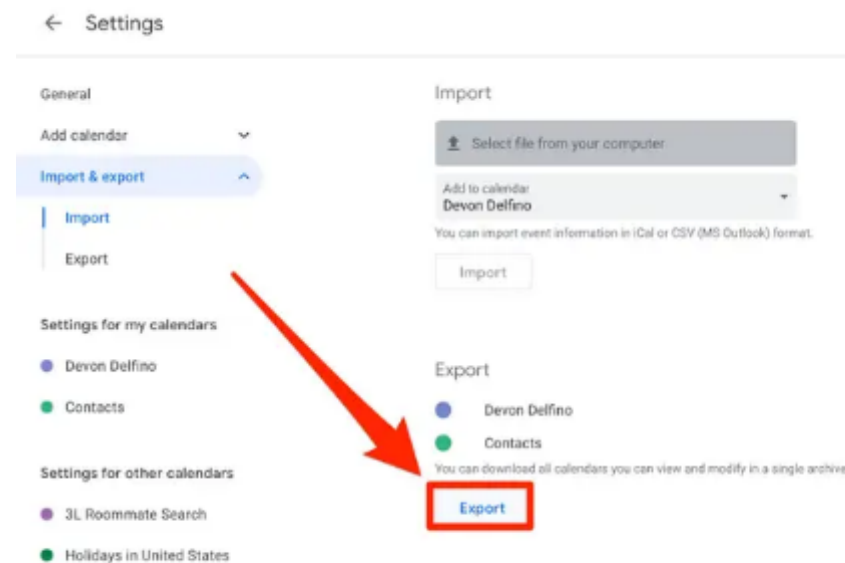 Settings
General
Add calendar
Import & export
Import
Export
Settings for my calendars
Devon Delfino
Contacts
Settings for other calendars
3L Roommate Search
Holidays in United States
Import
Select file from your computer
Add to calendar
Devon Delfino
You can import event information in iCal or CSV (MS Outlook) format.
Import
Export
Devon Delfino
Contacts
You can download all calendars you can view and modify in a single archive
Export